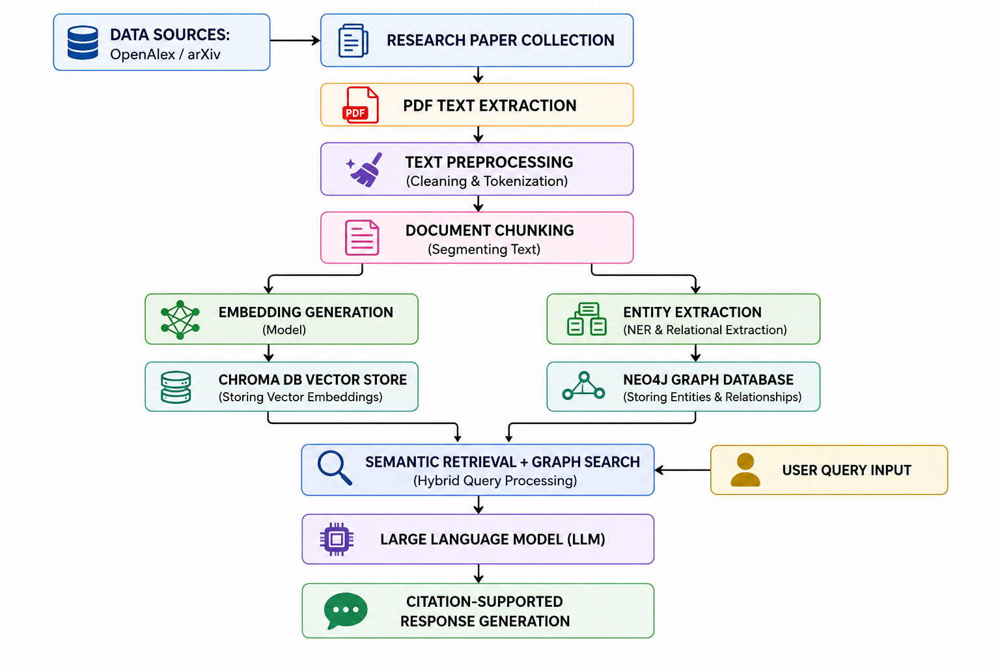 DATA SOURCES:
OpenAlex / arXiv
RESEARCH PAPER COLLECTION
PDF
PDF TEXT EXTRACTION
TEXT PREPROCESSING
(Cleaning & Tokenization)
DOCUMENT CHUNKING
(Segmenting Text)
EMBEDDING GENERATION
(Model)
ENTITY EXTRACTION
(NER & Relational Extraction)
CHROMA DB VECTOR STORE
(Storing Vector Embeddings)
NEO4J GRAPH DATABASE
(Storing Entities & Relationships)
SEMANTIC RETRIEVAL + GRAPH SEARCH
(Hybrid Query Processing)
USER QUERY INPUT
LARGE LANGUAGE MODEL (LLM)
CITATION-SUPPORTED
RESPONSE GENERATION